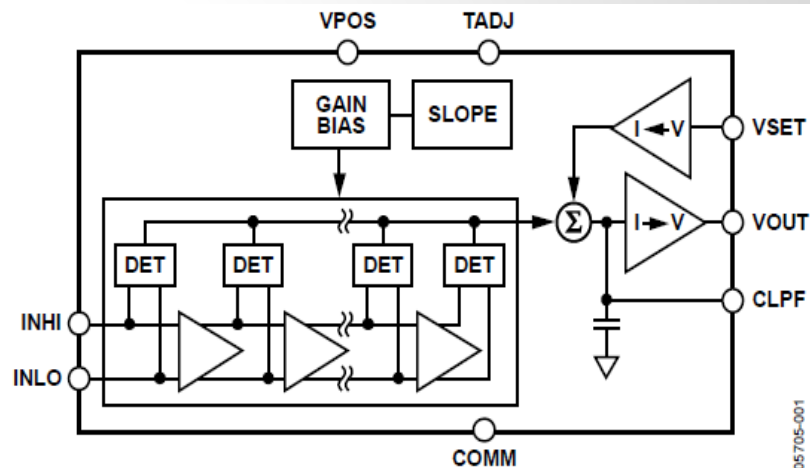 VPOS TADJ
GAIN
BIAS
SLOPE
I V
VSET
Σ
I V
VOUT
DET DET DET DET
CLPF
INHI
INLO
COMM
05705-001